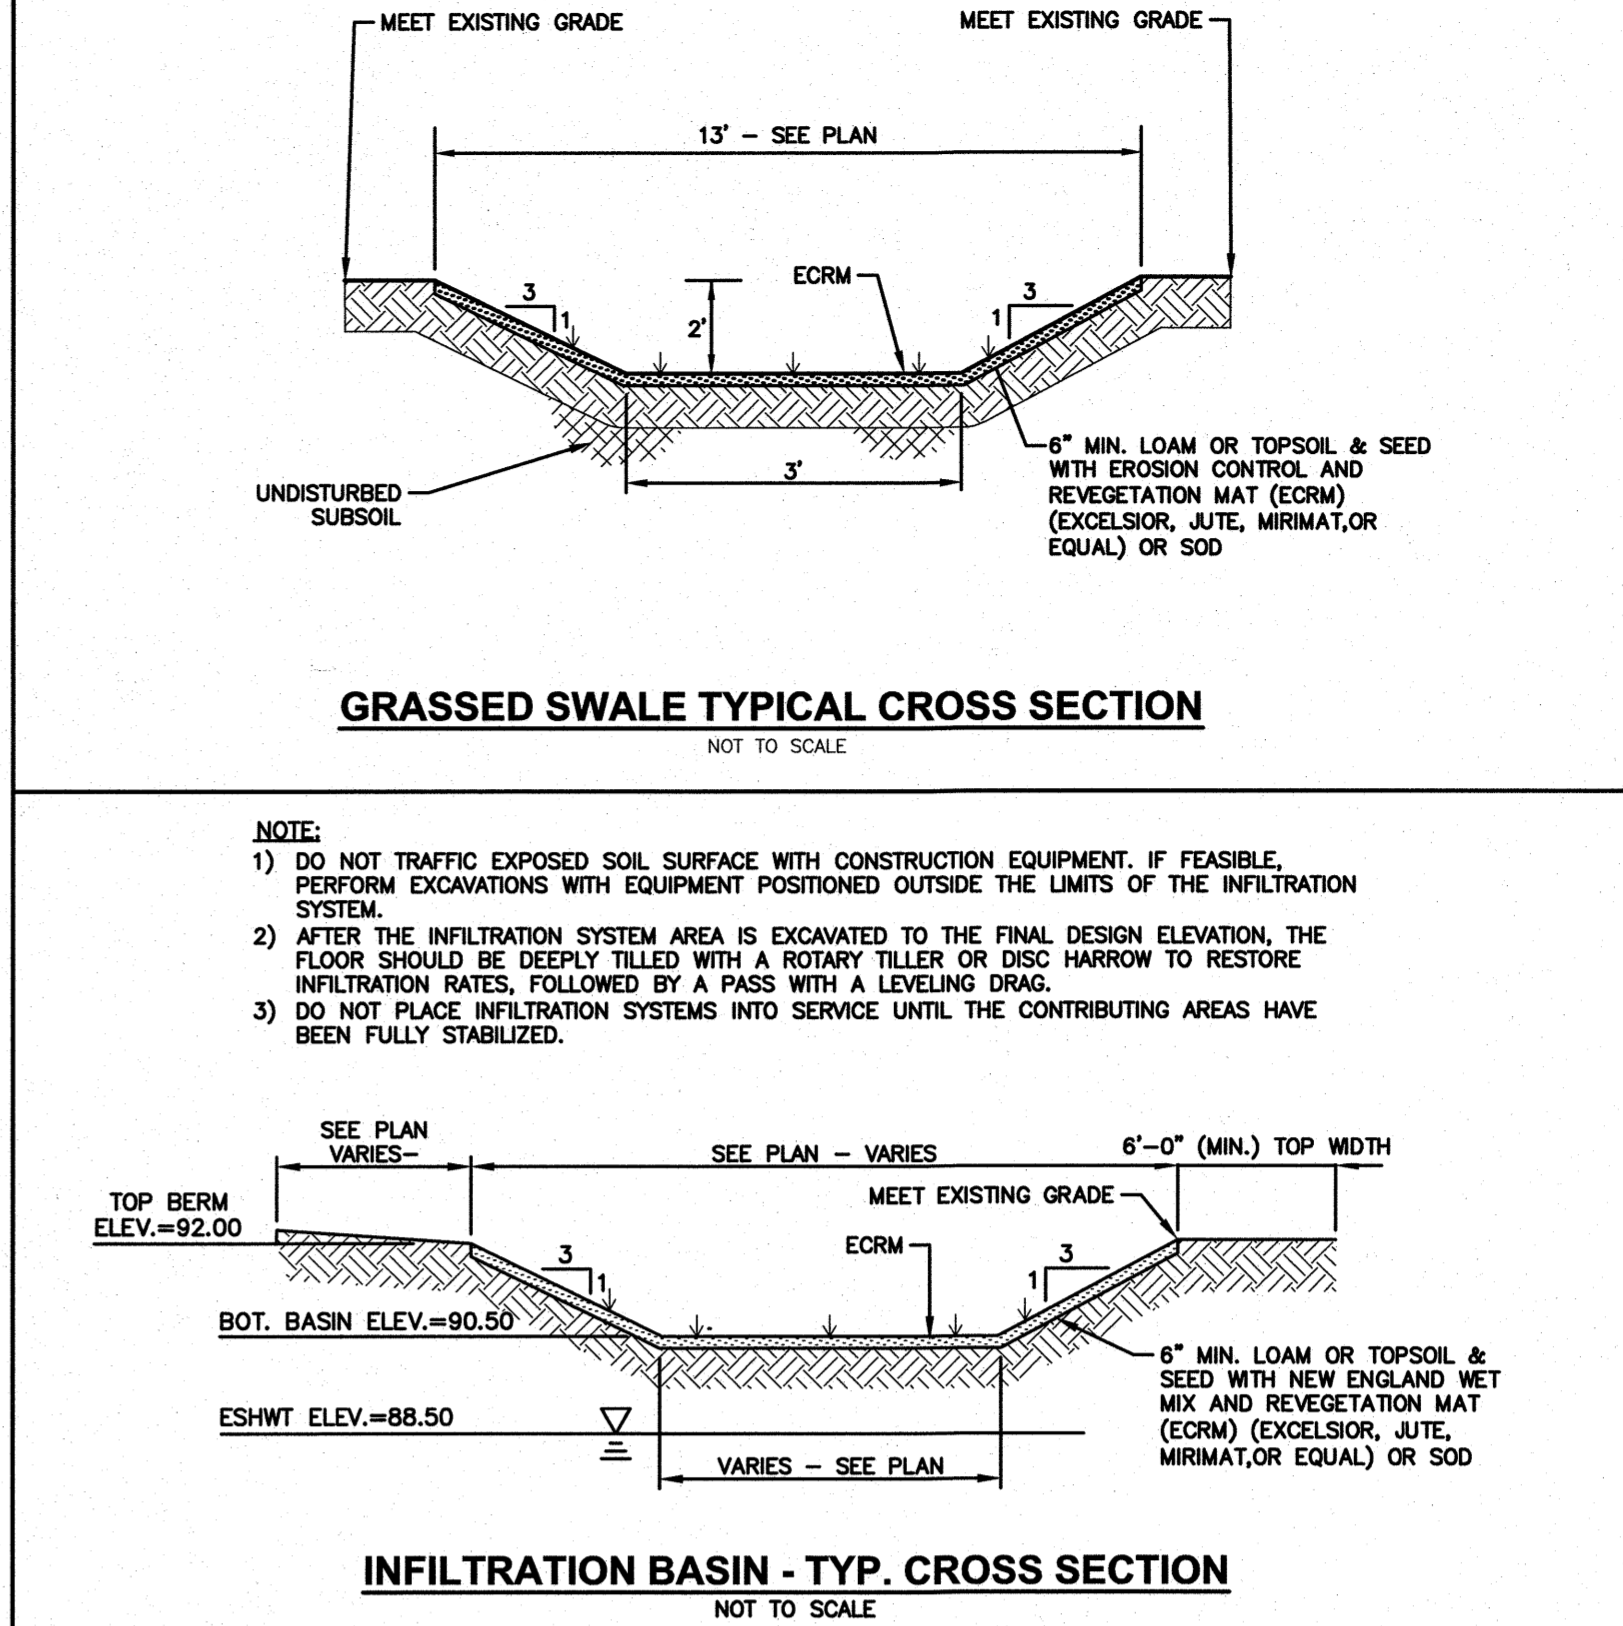 MEET EXISTING GRADE
MEET EXISTING GRADE
13' - SEE PLAN
ECRM
3
1
2'
3
1
3'
UNDISTURBED
SUBSOIL
6" MIN. LOAM OR TOPSOIL & SEED
WITH EROSION CONTROL AND
REVEGETATION MAT (ECRM)
(EXCELSIOR, JUTE, MIRIMAT,OR
EQUAL) OR SOD
GRASSED SWALE TYPICAL CROSS SECTION
NOT TO SCALE
NOTE:
1) DO NOT TRAFFIC EXPOSED SOIL SURFACE WITH CONSTRUCTION EQUIPMENT. IF FEASIBLE,
PERFORM EXCAVATIONS WITH EQUIPMENT POSITIONED OUTSIDE THE LIMITS OF THE INFILTRATION
SYSTEM.
2) AFTER THE INFILTRATION SYSTEM AREA IS EXCAVATED TO THE FINAL DESIGN ELEVATION, THE
FLOOR SHOULD BE DEEPLY TILLED WITH A ROTARY TILLER OR DISC HARROW TO RESTORE
INFILTRATION RATES, FOLLOWED BY A PASS WITH A LEVELING DRAG.
3) DO NOT PLACE INFILTRATION SYSTEMS INTO SERVICE UNTIL THE CONTRIBUTING AREAS HAVE
BEEN FULLY STABILIZED.
SEE PLAN
VARIES-
SEE PLAN - VARIES
6'-0" (MIN.) TOP WIDTH
TOP BERM
ELEV.=92.00
MEET EXISTING GRADE
ECRM
3
1
3
1
BOT. BASIN ELEV.=90.50
6" MIN. LOAM OR TOPSOIL &
SEED WITH NEW ENGLAND WET
MIX AND REVEGETATION MAT
(ECRM) (EXCELSIOR, JUTE,
MIRIMAT,OR EQUAL) OR SOD
ESHWT ELEV.=88.50
VARIES - SEE PLAN
INFILTRATION BASIN - TYP. CROSS SECTION
NOT TO SCALE